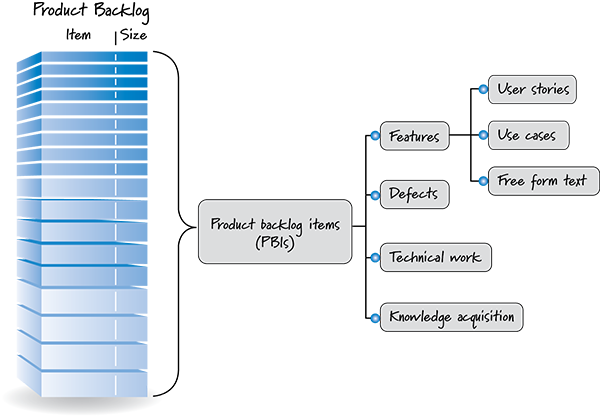 Product Backlog
Item | Size
User stories
Features
Use cases
Free form text
Defects
Product backlog items
(PBIs)
Technical work
Knowledge acquisition